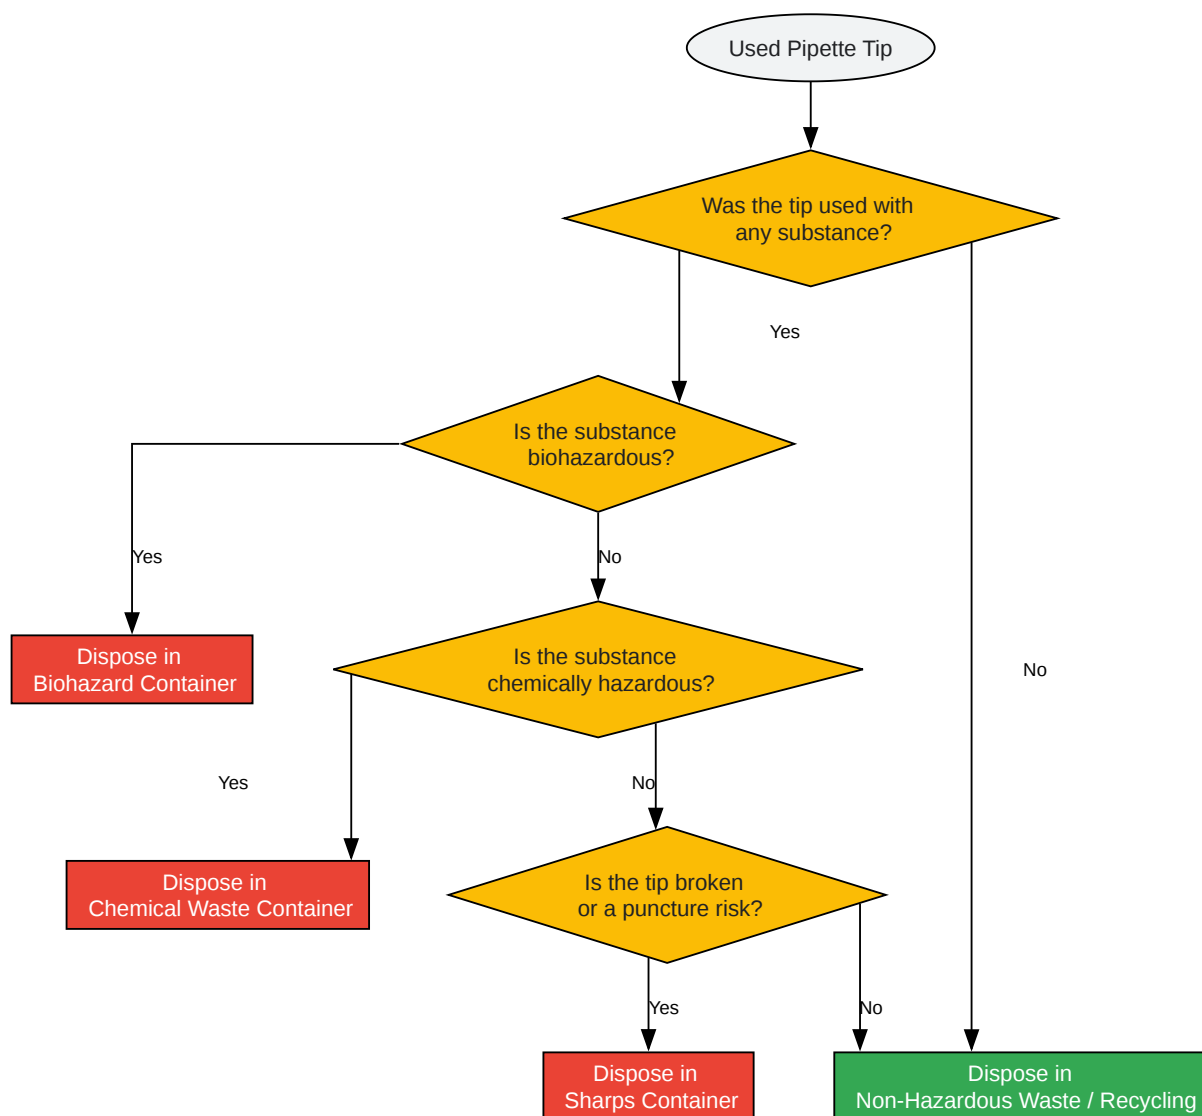 Used Pipette Tip
Was the tip used with
any substance?
Yes
Is the substance
biohazardous?
Yes
No
Dispose in
Biohazard Container
Is the substance
chemically hazardous?
No
Yes
No
Dispose in
Chemical Waste Container
Is the tip broken
or a puncture risk?
Yes
No
Dispose in
Sharps Container
Dispose in
Non-Hazardous Waste / Recycling